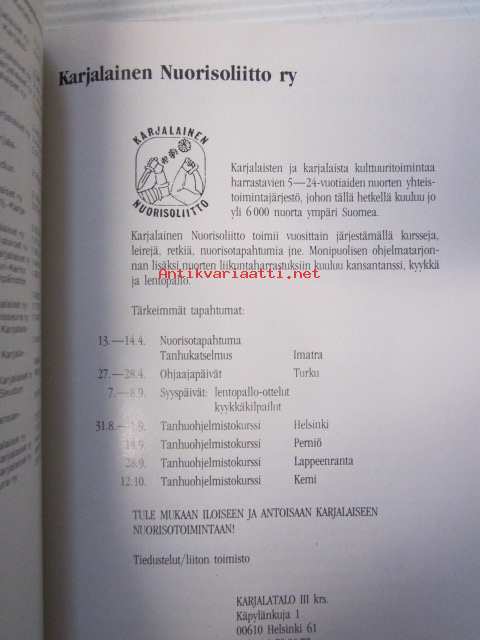 Karjalainen Nuorisoliitto ry
KARJALAINEN
NUORISOLIITTO
Karjalaisten ja karjalaista kulttuuritoimintaa
harrastavien 5—24-vuotiaiden nuorten yhteis-
toimintajärjestö, johon tällä hetkellä kuuluu jo
yli 6 000 nuorta ympäri Suomea.
Karjalainen Nuorisoliitto toimii vuosittain järjestämällä kursseja,
leirejä, retkiä, nuorisotapahtumia jne. Monipuolisen ohjelmatarjon-
nan lisäksi nuorten liikuntaharrastuksiin kuuluu kansantanssi, kyykkä
ja lentopallo.
Antikvariaatti.net
Tärkeimmät tapahtumat:
13.—14.4. Nuorisotapahtuma
Tanhukatselmus Imatra
27.—28.4. Ohjaajapäivät Turku
7.—8.9. Syyspäivät: lentopallo-ottelut
kyykkäkilpailut
31.8.—1.9. Tanhuohjelmistokurssi Helsinki
14.9. Tanhuohjelmistokurssi Perniö
28.9. Tanhuohjelmistokurssi Lappeenranta
12.10. Tanhuohjelmistokurssi Kemi
TULE MUKAAN ILOISEEN JA ANTOISAAN KARJALAISEEN
NUORISOTOIMINTAAN!
Tiedustelut/liiton toimisto
KARJALATALO III krs.
Käpylänkuja 1
00610 Helsinki 61